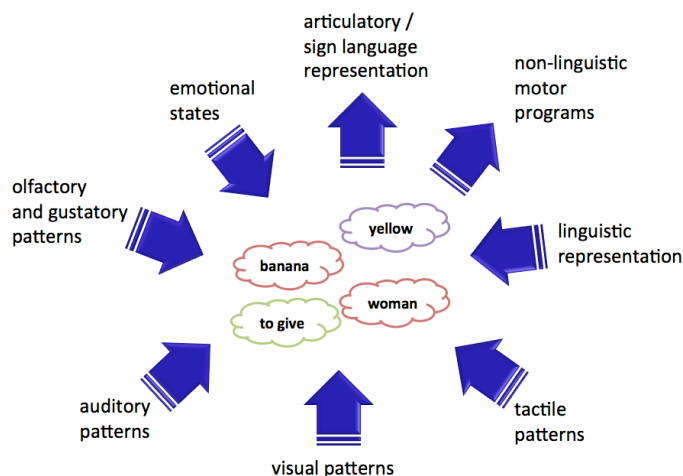 articulatory /
sign language
representation
non-linguistic
motor
programs
emotional
states
olfactory
and gustatory
patterns
yellow
banana
linguistic
representation
woman
to give
auditory
patterns
tactile
patterns
visual patterns